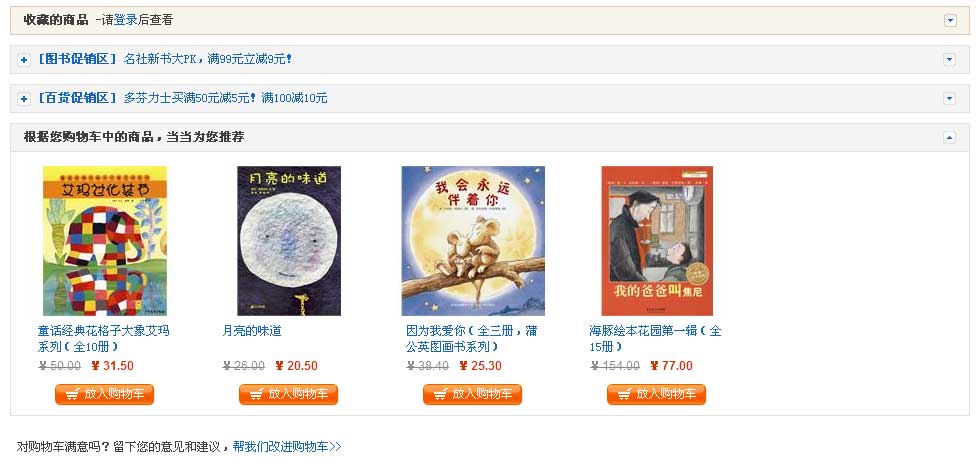 收藏的商品 -请登录后查看
[图书促销区] 名社新书大PK，满99元立减9元！
[百货促销区] 多芬力士买满50元减5元！满100减10元
根据您购物车中的商品，当当为您推荐
艾玛过化装节
月亮的味道
我会永远
伴着你
我的爸爸叫焦尼
童话经典花格子大象艾玛
系列（全10册）
月亮的味道
因为我爱你（全三册，蒲
公英图画书系列）
海豚绘本花园第一辑（全
15册）
¥ 50.00 ¥ 31.50
¥ 26.00 ¥ 20.50
¥ 38.40 ¥ 25.30
¥ 154.00 ¥ 77.00
放入购物车
放入购物车
放入购物车
放入购物车
对购物车满意吗？留下您的意见和建议，帮我们改进购物车>>